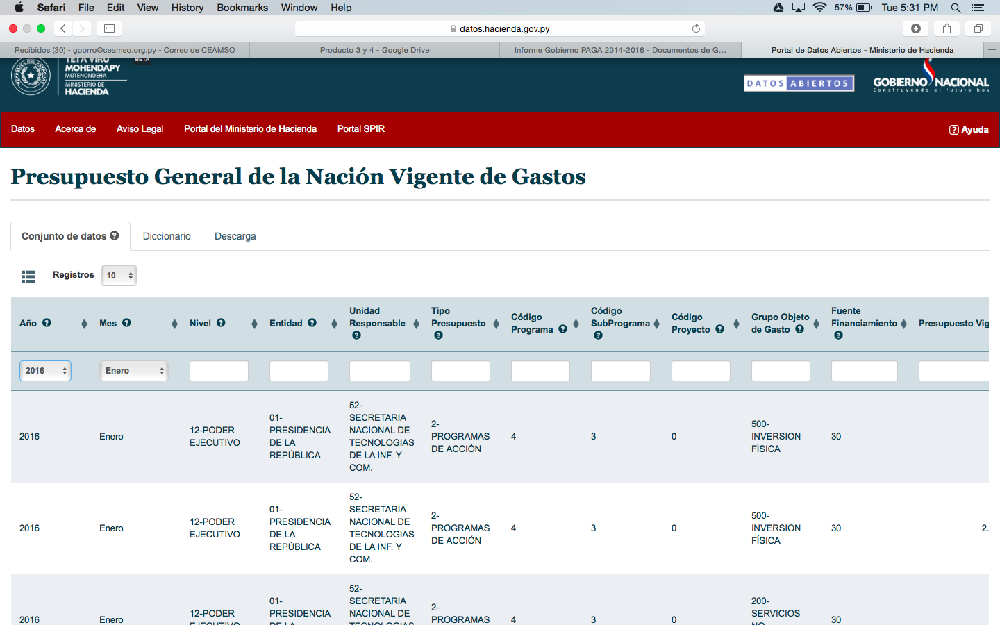 Safari File Edit View History Bookmarks Window Help 57% Tue 5:31 PM
datos.hacienda.gov.py
Recibidos (30) - gporro@ceamso.org.py - Correo de CEAMSO
Producto 3 y 4 - Google Drive
Informe Gobierno PAGA 2014-2016 - Documentos de G...
Portal de Datos Abiertos - Ministerio de Hacienda
REPUBLICA DEL PARAGUAY
TETÃ VIRU
MOHENDAPY
MOTENONDEHA
MINISTERIO DE
HACIENDA
BETA
DATOS ABIERTOS
GOBIERNO NACIONAL
Construyendo el futuro hoy
Datos Acerca de Aviso Legal Portal del Ministerio de Hacienda Portal SPIR ? Ayuda
Presupuesto General de la Nación Vigente de Gastos
Conjunto de datos ? Diccionario Descarga
Registros 10
Año ?
Mes ?
Nivel ?
Entidad ?
Unidad
Responsable
?
Tipo
Presupuesto
?
Código
Programa ?
Código
SubPrograma
?
Código
Proyecto ?
Grupo Objeto
de Gasto ?
Fuente
Financiamiento
?
Presupuesto Vig
2016 Enero
2016
Enero
12-PODER
EJECUTIVO
01-
PRESIDENCIA
DE LA
REPÚBLICA
52-
SECRETARIA
NACIONAL DE
TECNOLOGIAS
DE LA INF. Y
COM.
2-
PROGRAMAS
DE ACCIÓN
4
3
0
500-
INVERSION
FÍSICA
30
2016
Enero
12-PODER
EJECUTIVO
01-
PRESIDENCIA
DE LA
REPÚBLICA
52-
SECRETARIA
NACIONAL DE
TECNOLOGIAS
DE LA INF. Y
COM.
2-
PROGRAMAS
DE ACCIÓN
4
3
0
500-
INVERSION
FÍSICA
30
2.
2016
Enero
12-PODER
EJECUTIVO
01-
PRESIDENCIA
DE LA
52-
SECRETARIA
NACIONAL DE
TECNOLOGIAS
2-
PROGRAMAS
4
3
0
200-
SERVICIOS
NO
30